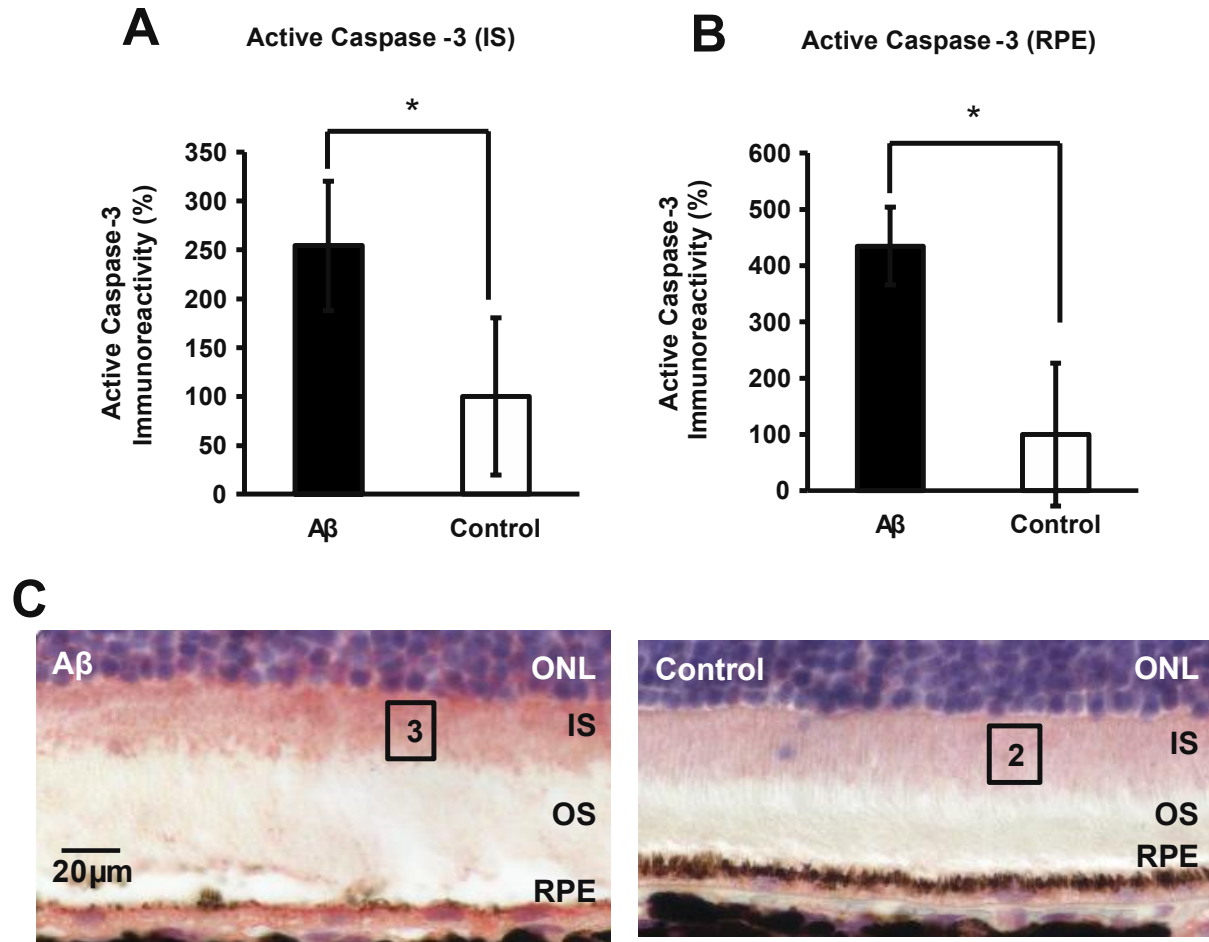 A
Active Caspase -3 (IS)
*
Active Caspase-3
Immunoreactivity (%)
350
300
250
200
150
100
50
0
Aβ
Control
B
Active Caspase -3 (RPE)
*
Active Caspase-3
Immunoreactivity (%)
600
500
400
300
200
100
0
Aβ
Control
C
Aβ
ONL
3
IS
OS
20µm
RPE
Control
ONL
2
IS
OS
RPE